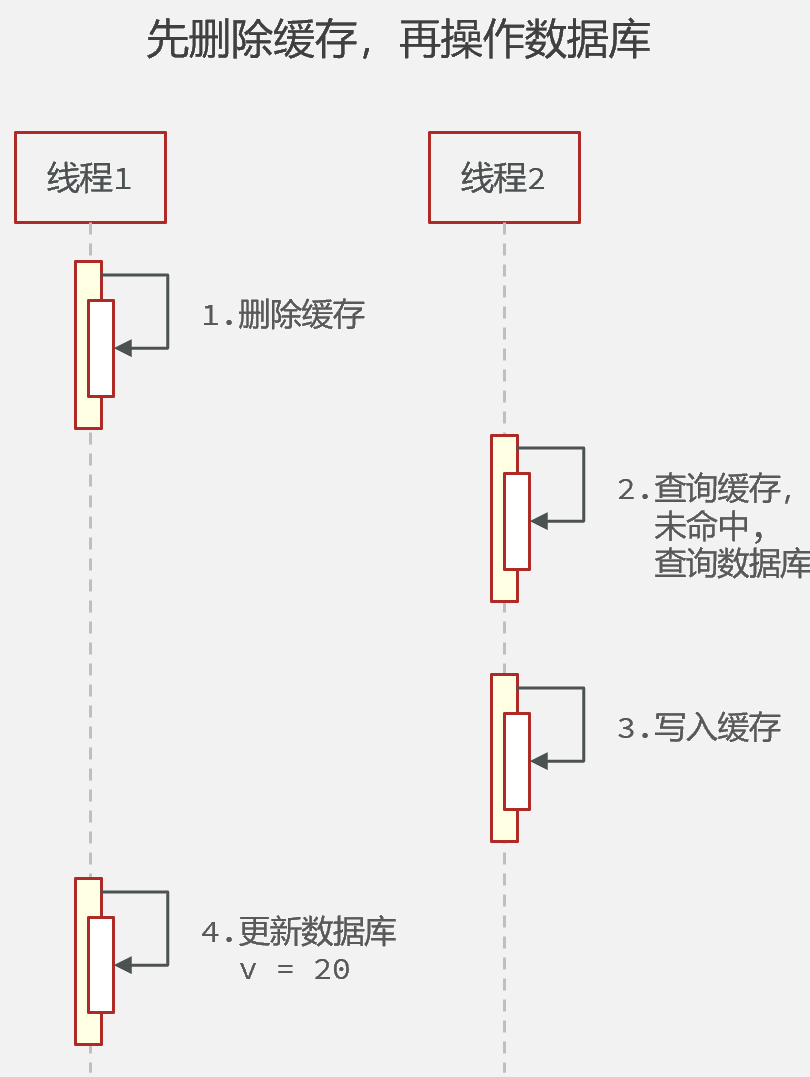 先删除缓存，再操作数据库
线程1
线程2
1.删除缓存
2.查询缓存,
未命中,
查询数据库
3.写入缓存
4.更新数据库
v = 20